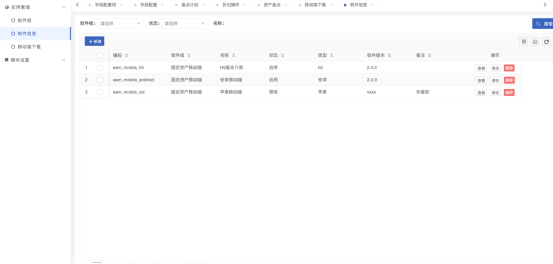 应用管理
软件组
软件信息
移动端下载
模块设置
字段配置项 字段配置 盘点计划 折旧操作 资产盘点 移动端下载 软件信息
软件组: 请选择 状态: 请选择 名称: 搜索
+ 新增
编码 软件组 名称 状态 类型 软件版本 备注 操作
1 eam_mobile_h5 固定资产移动端 H5版本介质 启用 h5 2.4.0 查看 修改 删除
2 eam_mobile_android 固定资产移动端 安卓移动端 启用 安卓 2.4.0 查看 修改 删除
3 eam_mobile_ios 固定资产移动端 苹果移动端 禁用 苹果 xxxx 未提供 查看 修改 删除